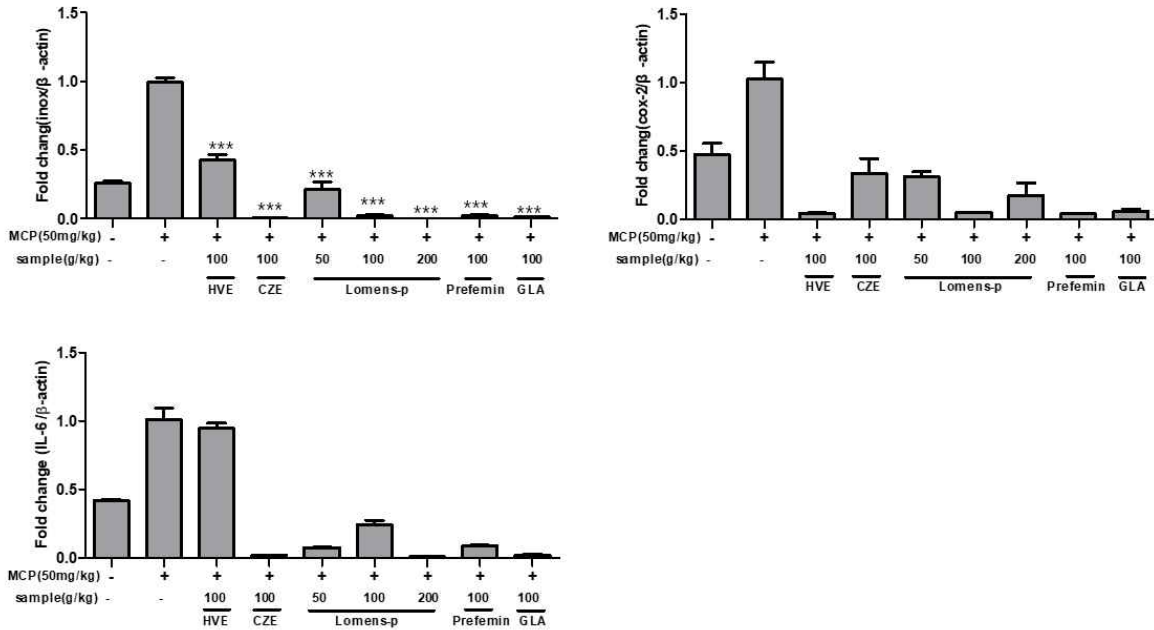 Fold chang(inox/β -actin)
1.5
1.0
0.5
0.0
***
***
***
***
***
***
***
MCP(50mg/kg) - + + + + + + + +
sample(g/kg) - - 100 100 50 100 200 100 100
HVE CZE Lomens-p Prefemin GLA
Fold chang(cox-2/β -actin)
1.5
1.0
0.5
0.0
MCP(50mg/kg) - + + + + + + + +
sample(g/kg) - - 100 100 50 100 200 100 100
HVE CZE Lomens-p Prefemin GLA
Fold change (IL-6 /β-actin)
1.5
1.0
0.5
0.0
MCP(50mg/kg) - + + + + + + + +
sample(g/kg) - - 100 100 50 100 200 100 100
HVE CZE Lomens-p Prefemin GLA